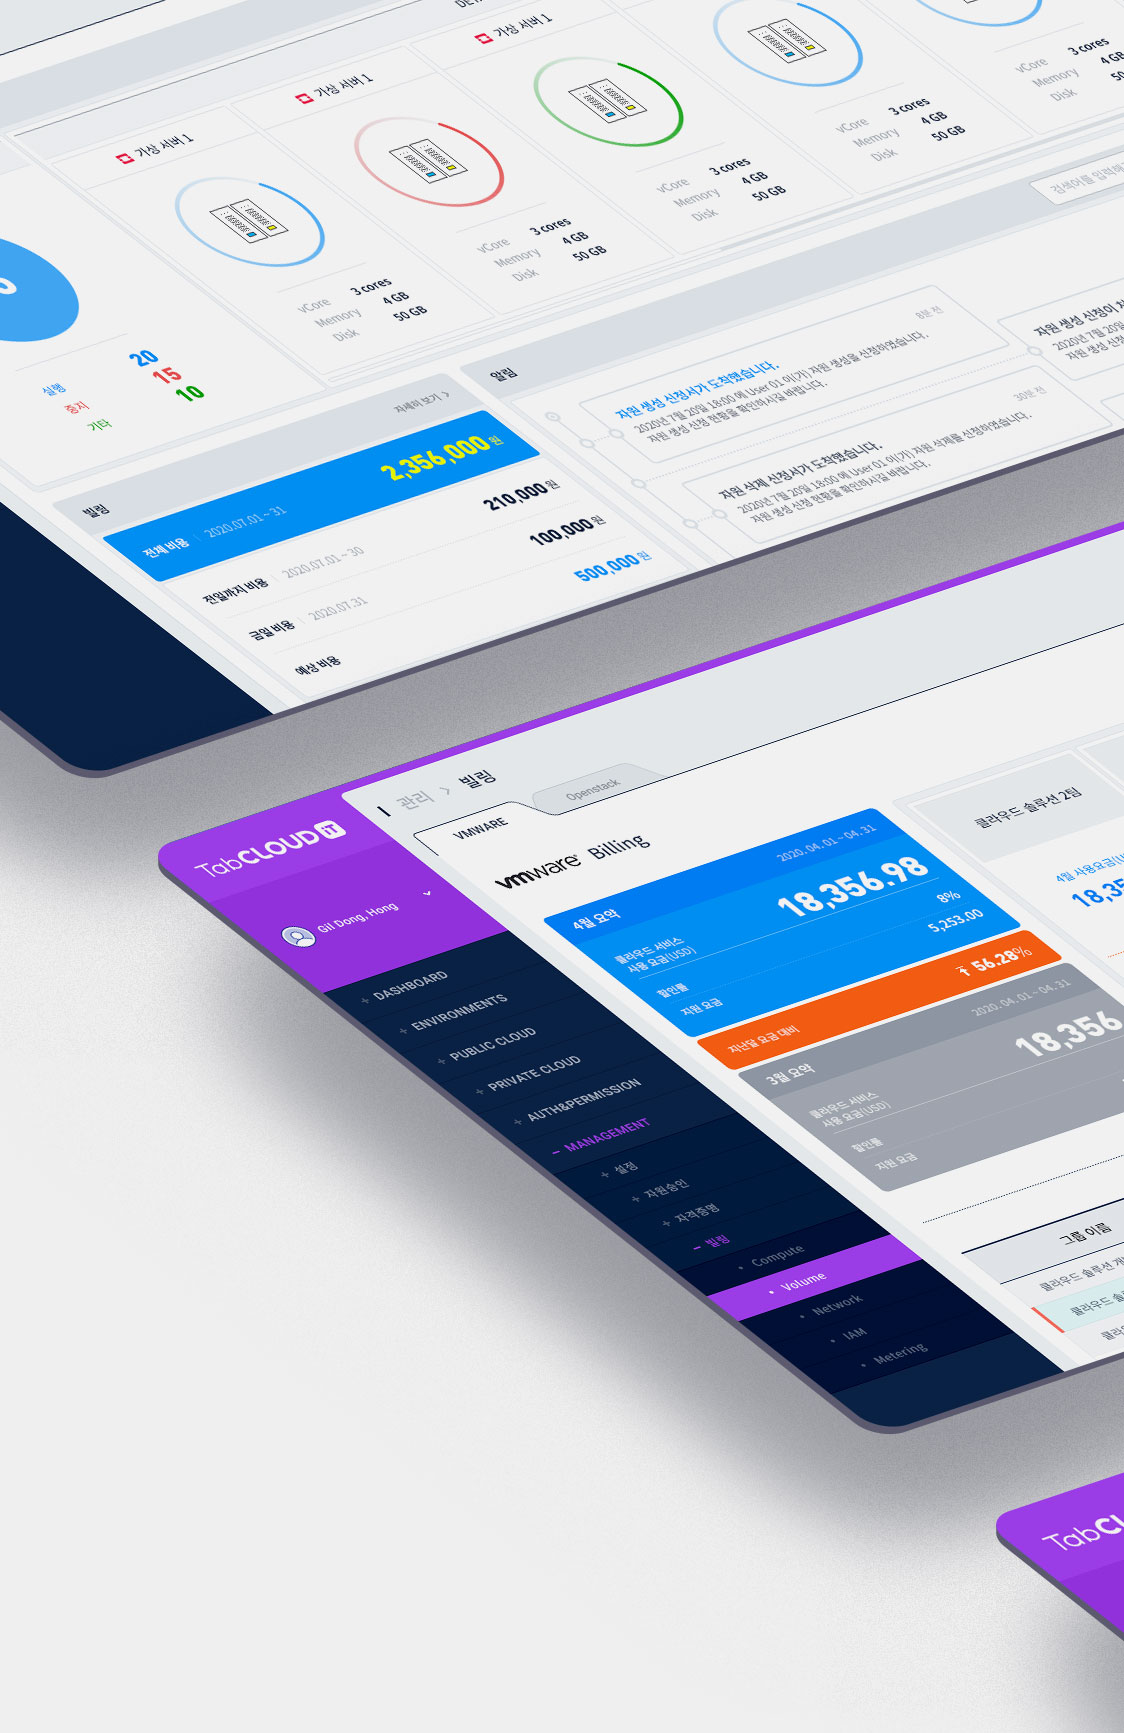 가상 서버 1
vCore 3 cores
Memory 4 GB
Disk 50 GB
가상 서버 1
vCore 3 cores
Memory 4 GB
Disk 50 GB
가상 서버 1
vCore 3 cores
Memory 4 GB
Disk 50 GB
vCore 3 cores
Memory 4 GB
Disk 50 GB
vCore 3 cores
Memory
Disk
실행 20
중지 15
기타 10
빌링
자세히 보기 >
전체 비용 | 2020.07.01 ~ 31
2,356,000 원
전일까지 비용 2020.07.01 ~ 30
210,000 원
금일 비용 | 2020.07.31
100,000 원
예상 비용
500,000 원
알림
8분 전
자원 생성 신청서가 도착했습니다.
2020년 7월 20일 18:00 에 User 01 이(가) 자원 생성을 신청하였습니다.
자원 생성 신청 현황을 확인하시길 바랍니다.
자원 생성 신청이
2020년 7월 20일
자원 생성
30분 전
자원 삭제 신청서가 도착했습니다.
2020년 7월 20일 18:00 에 User 01 이(가) 자원 삭제를 신청하였습니다.
자원 생성 신청 현황을 확인하시길 바랍니다.
검색어를 입력해
TabCLOUDiT
Gil Dong, Hong
+ DASHBOARD
+ ENVIRONMENTS
+ PUBLIC CLOUD
+ PRIVATE CLOUD
+ AUTH&PERMISSION
− MANAGEMENT
+ 설정
+ 자원승인
+ 자격증명
− 빌링
• Compute
• Volume
• Network
• IAM
• Metering
관리 > 빌링
VMWARE
Openstack
vmware Billing
4월 요약
2020. 04. 01 ~ 04. 31
클라우드 서비스
사용 요금(USD)
18,356.98
할인률 8%
지원 요금 5,253.00
지난달 요금 대비 56.28%
3월 요약
2020. 04. 01 ~ 04. 31
클라우드 서비스
사용 요금(USD)
18,356
할인률
지원 요금
클라우드 솔루션 2팀
4월 사용요금
그룹 이름
클라우드 솔루션
클라우드
TabCL